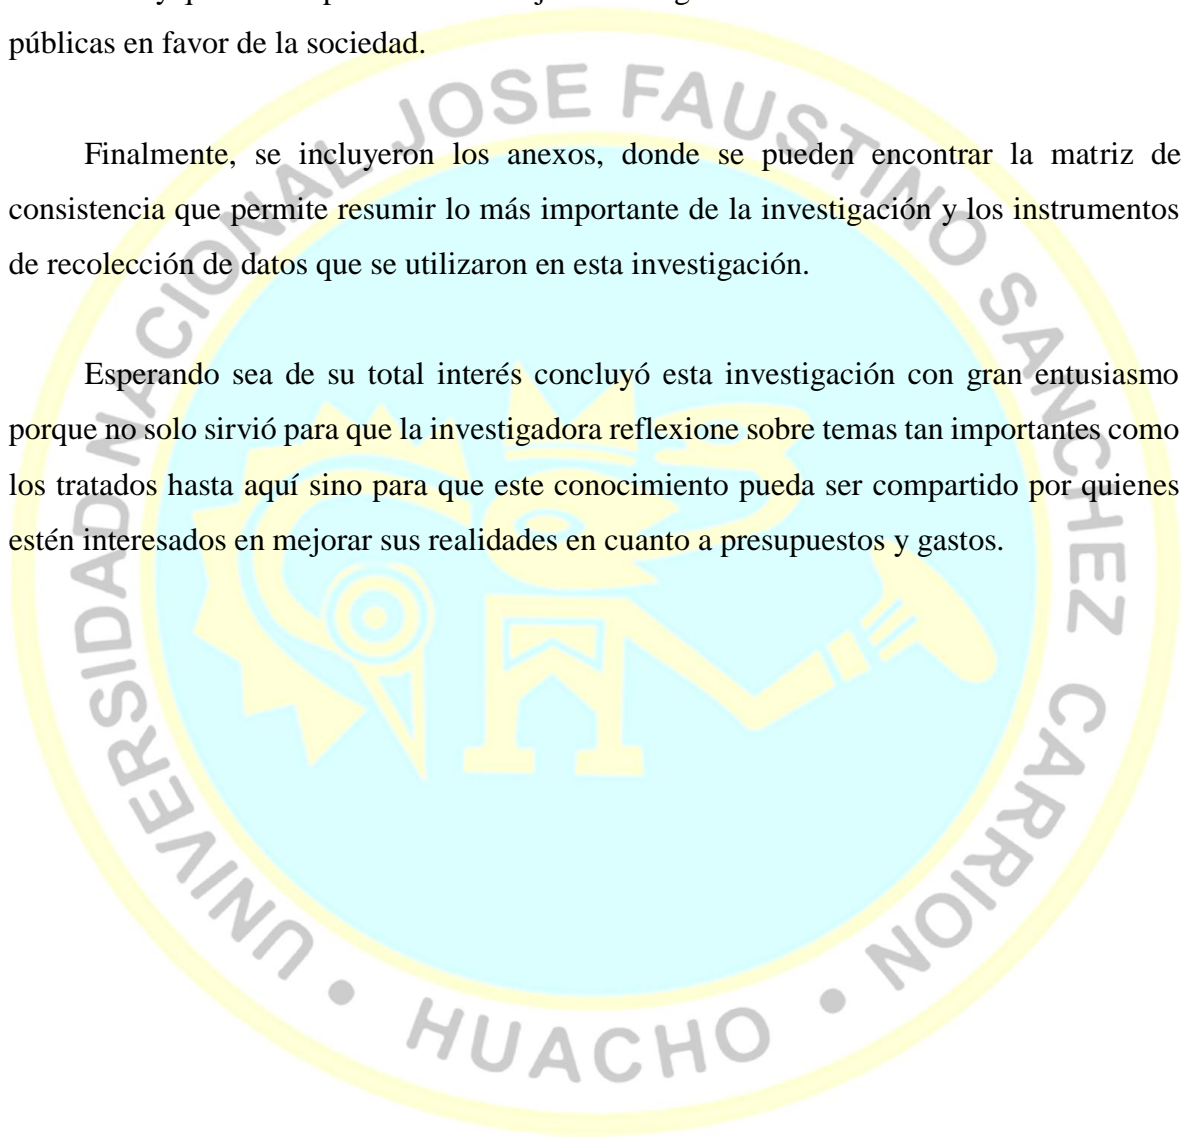 públicas en favor de la sociedad.
Finalmente, se incluyeron los anexos, donde se pueden encontrar la matriz de
consistencia que permite resumir lo más importante de la investigación y los instrumentos
de recolección de datos que se utilizaron en esta investigación.
Esperando sea de su total interés concluyó esta investigación con gran entusiasmo
porque no solo sirvió para que la investigadora reflexione sobre temas tan importantes como
los tratados hasta aquí sino para que este conocimiento pueda ser compartido por quienes
estén interesados en mejorar sus realidades en cuanto a presupuestos y gastos.
UNIVERSIDAD NACIONAL JOSE FAUSTINO SANCHEZ CARRION
• HUACHO •